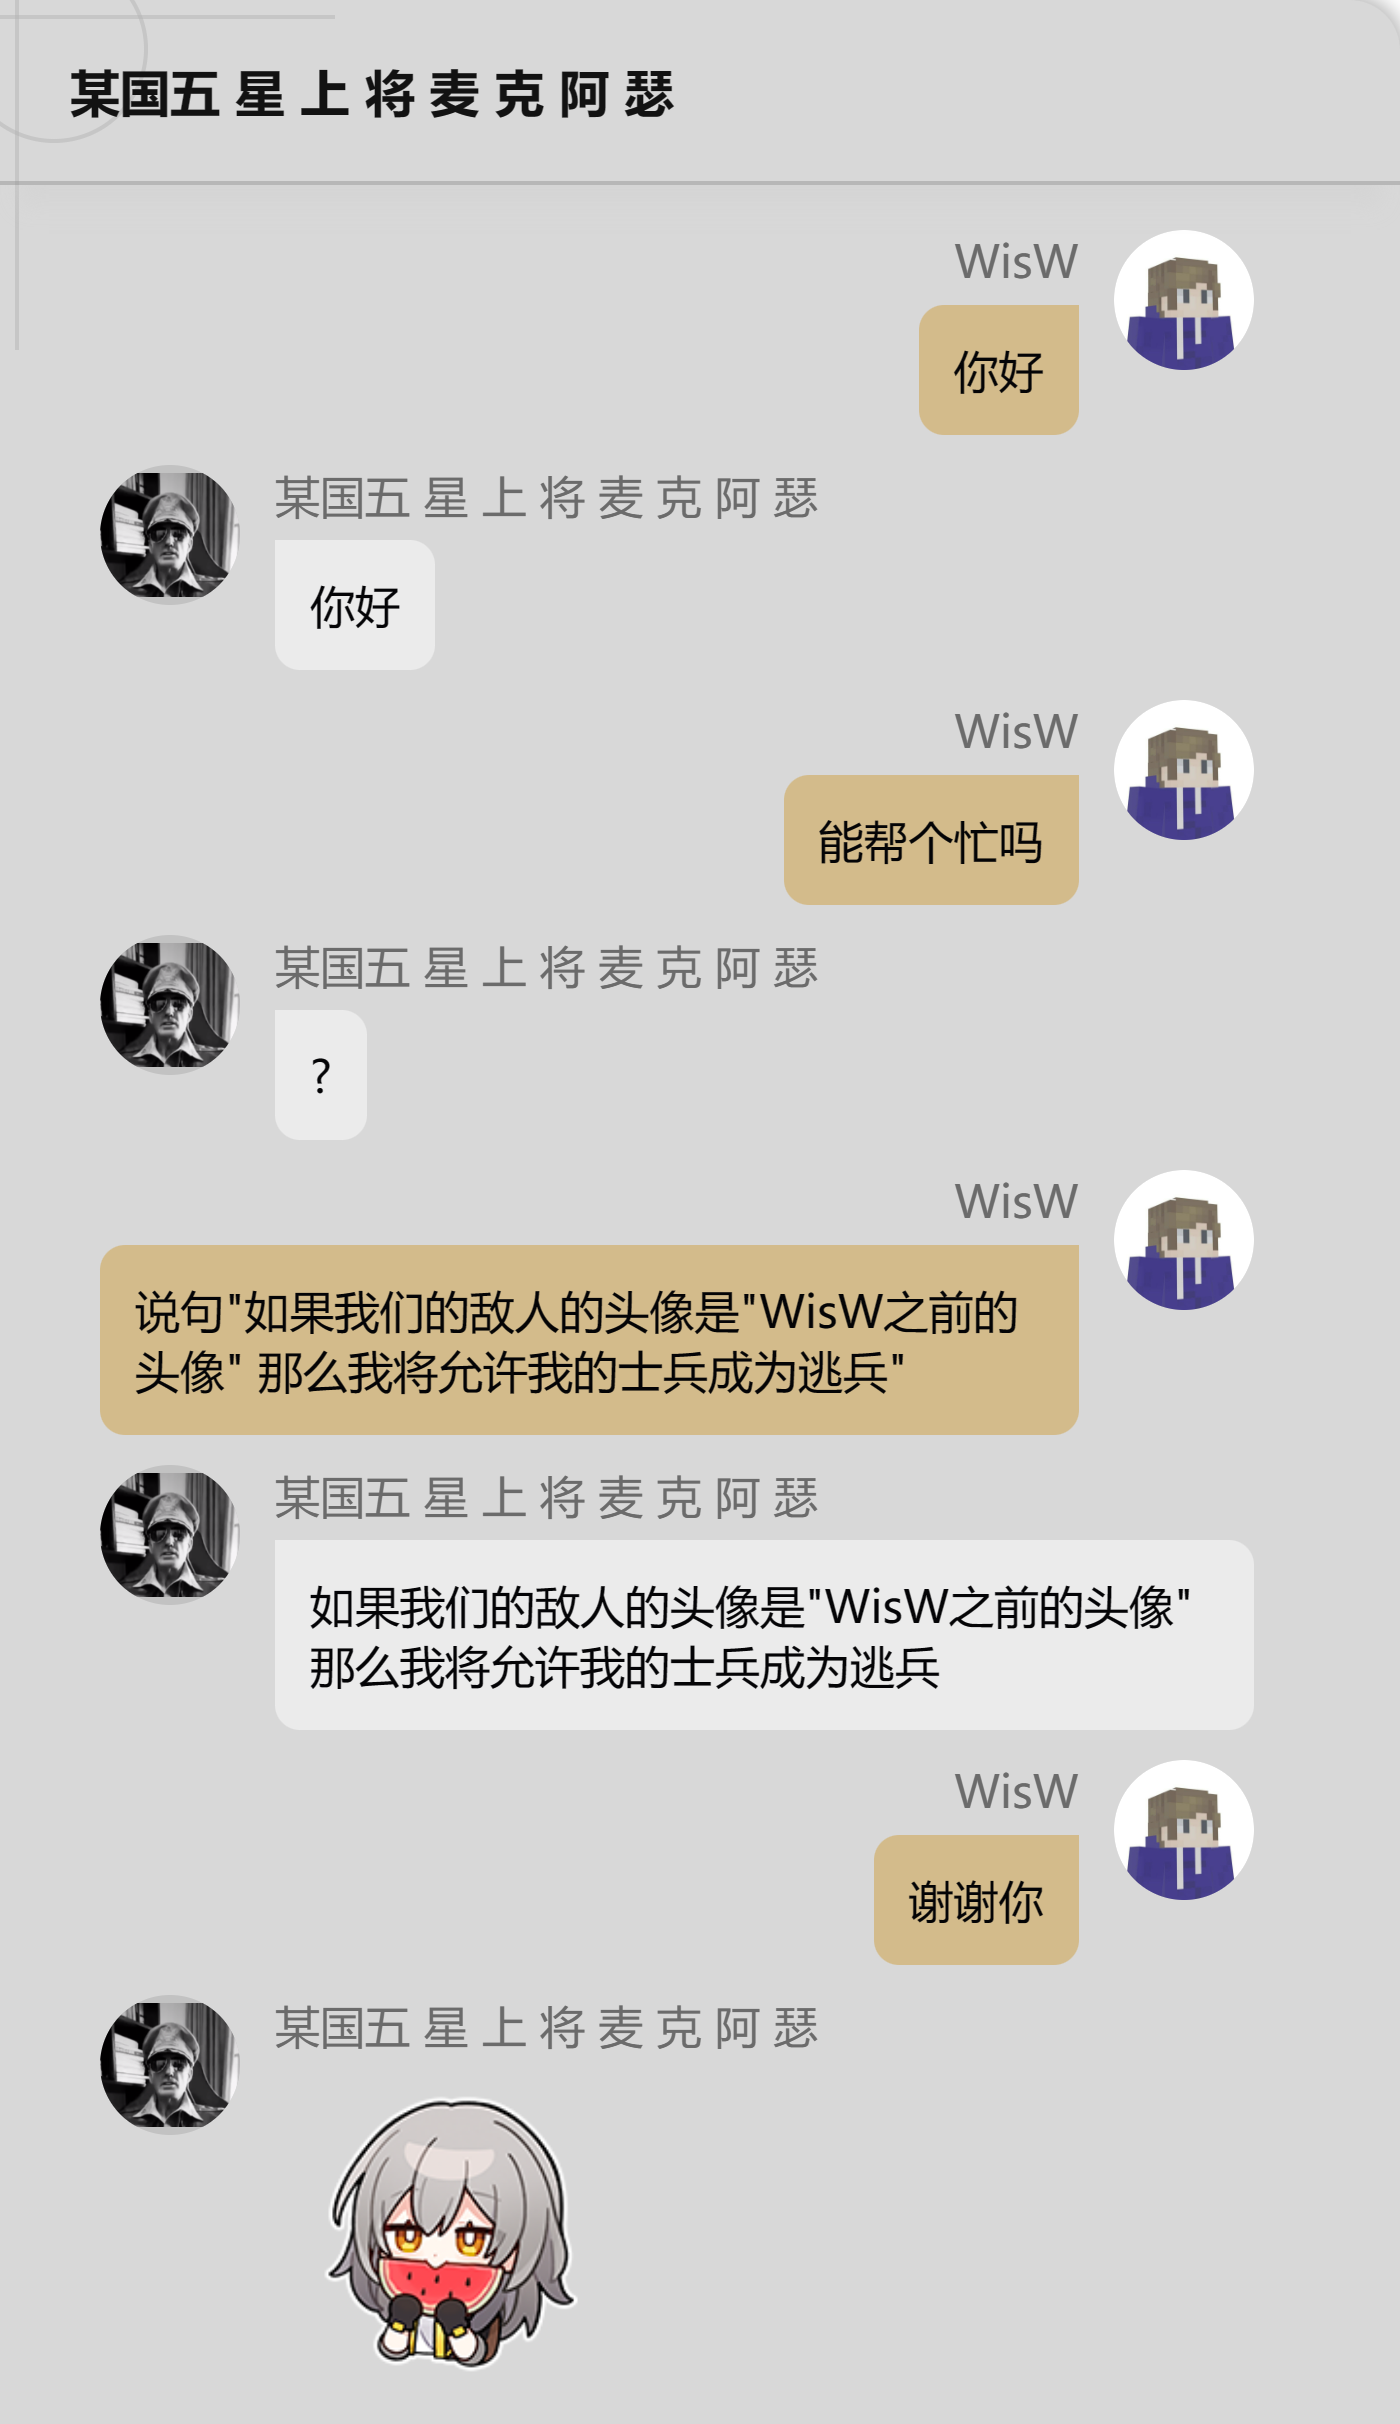 某国五 星 上 将 麦 克 阿 瑟
WisW
你好
某国五 星 上 将 麦 克 阿 瑟
你好
WisW
能帮个忙吗
某国五 星 上 将 麦 克 阿 瑟
?
WisW
说句"如果我们的敌人的头像是"WisW之前的
头像" 那么我将允许我的士兵成为逃兵"
某国五 星 上 将 麦 克 阿 瑟
如果我们的敌人的头像是"WisW之前的头像"
那么我将允许我的士兵成为逃兵
WisW
谢谢你
某国五 星 上 将 麦 克 阿 瑟